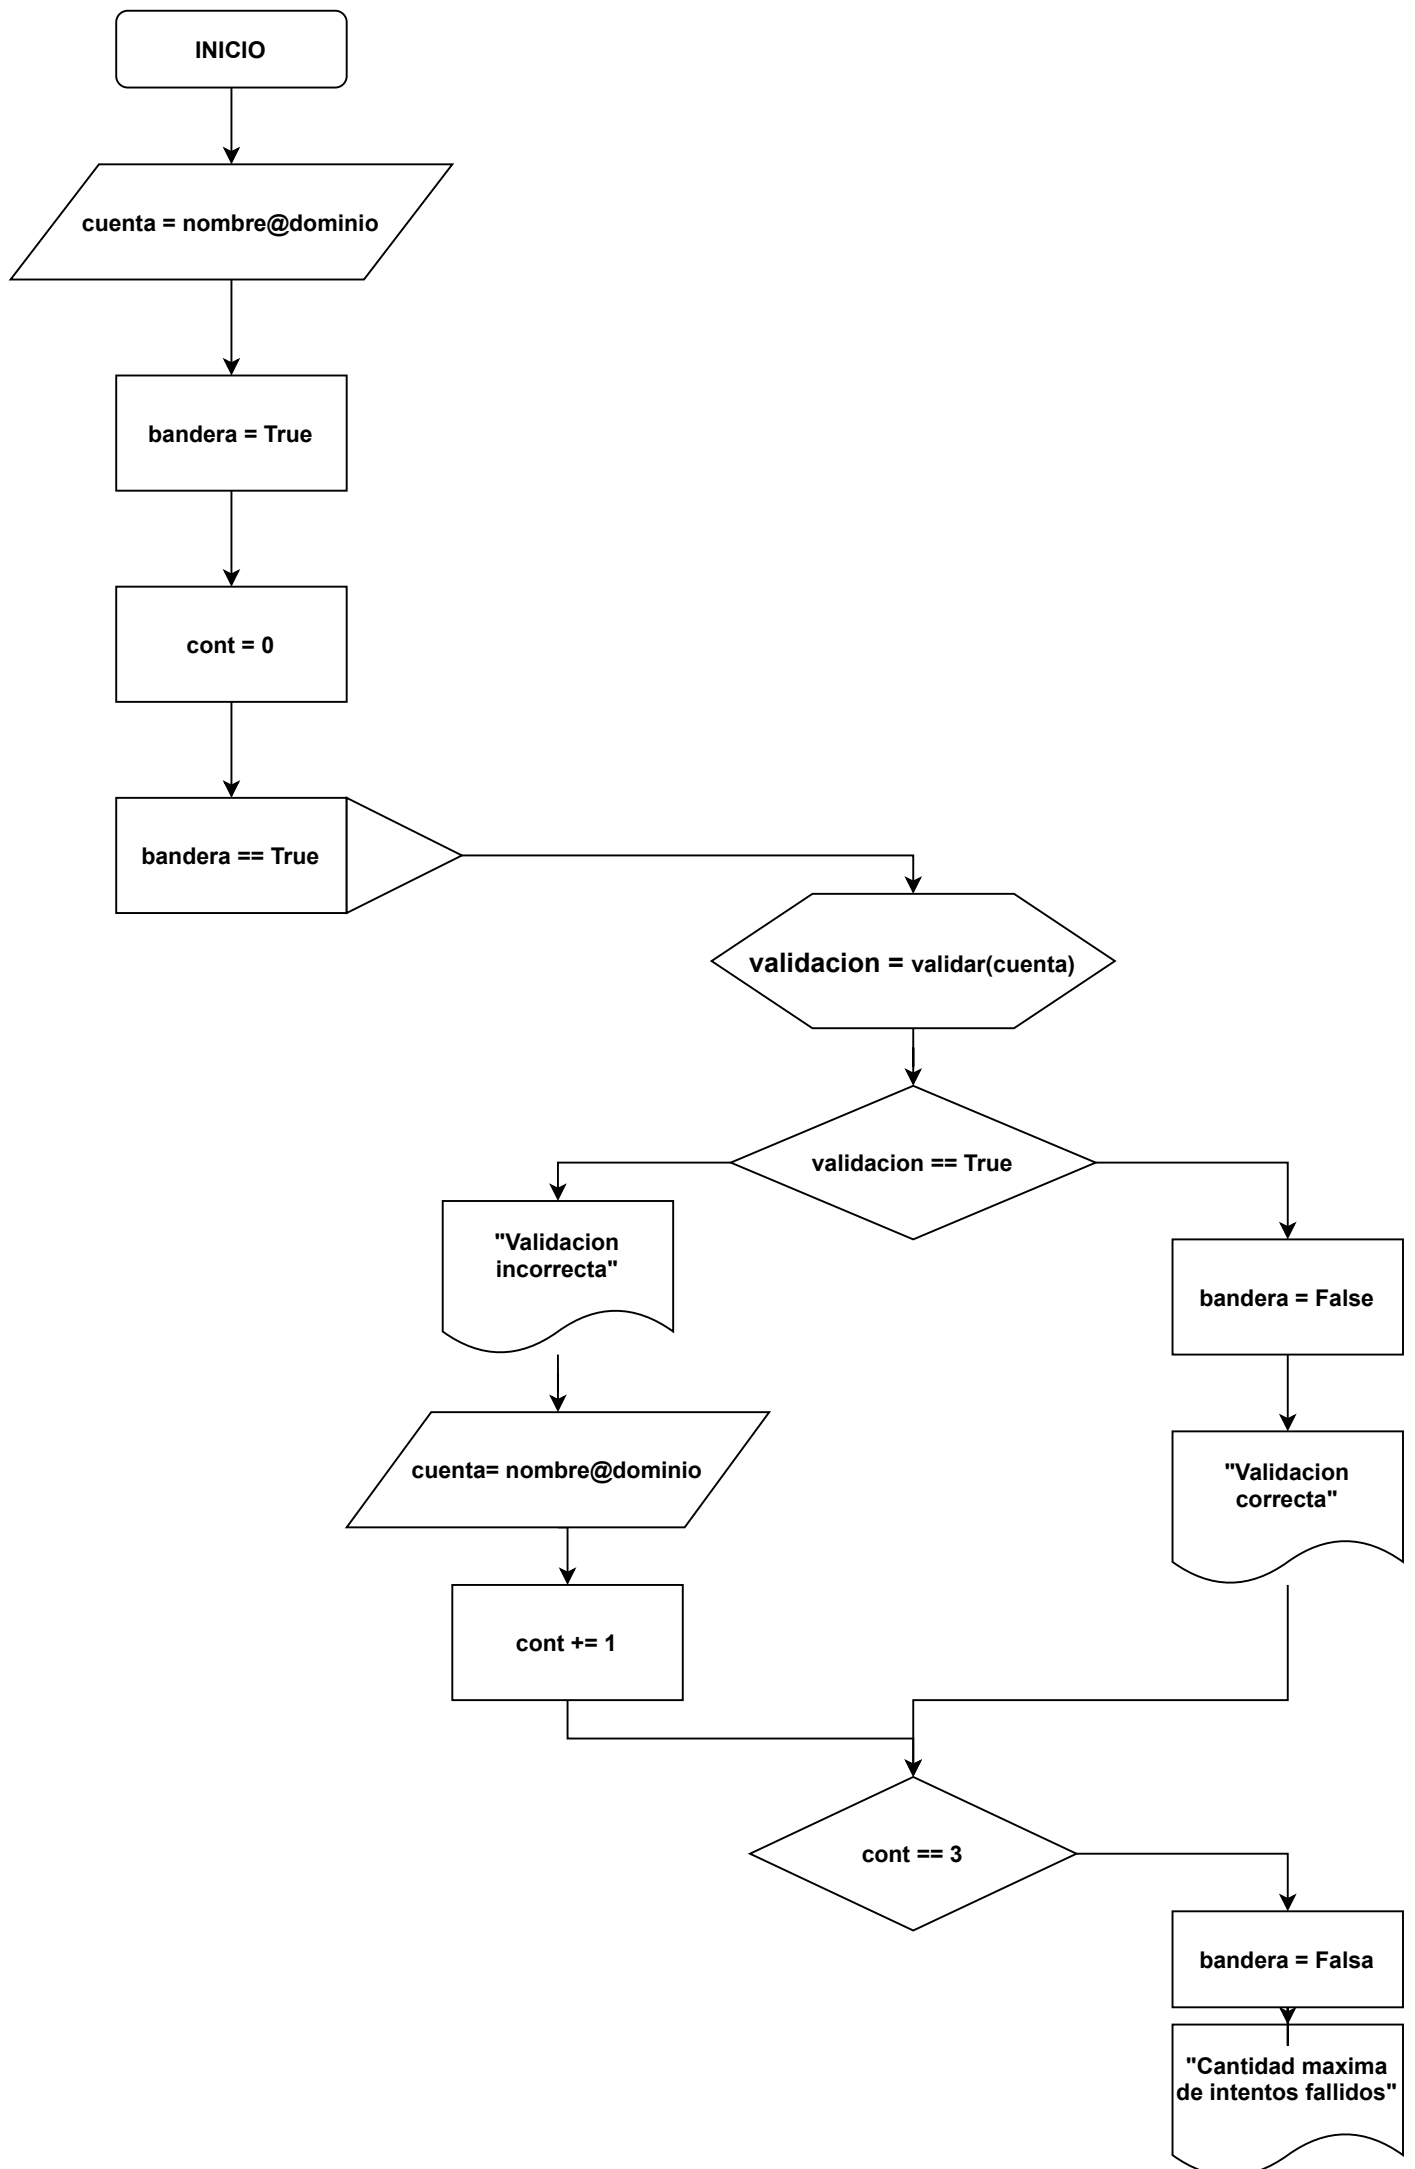 INICIO
cuenta = nombre@dominio
bandera = True
cont = 0
bandera == True
validacion = validar(cuenta)
validacion == True
"Validacion
incorrecta"
bandera = False
cuenta= nombre@dominio
"Validacion
correcta"
cont += 1
cont == 3
bandera = Falsa
"Cantidad maxima
de intentos fallidos"